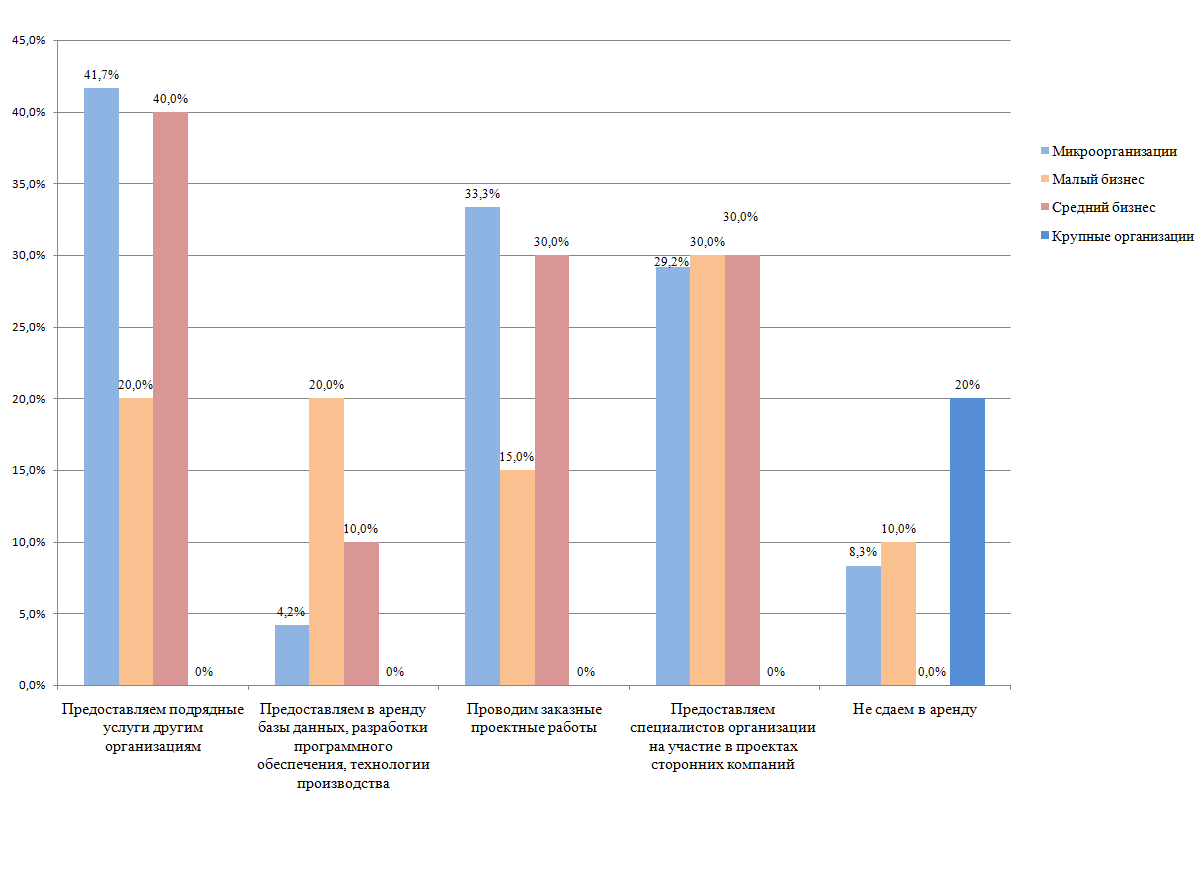 45,0%
40,0%
35,0%
30,0%
25,0%
20,0%
15,0%
10,0%
5,0%
0,0%
41,7%
20,0%
40,0%
0%
4,2%
20,0%
10,0%
0%
33,3%
15,0%
30,0%
0%
29,2%
30,0%
30,0%
0%
8,3%
10,0%
0,0%
20%
Предоставляем подрядные
услуги другим
организациям
Предоставляем в аренду
базы данных, разработки
программного
обеспечения, технологии
производства
Проводим заказные
проектные работы
Предоставляем
специалистов организации
на участие в проектах
сторонних компаний
Не сдаем в аренду
Микроорганизации
Малый бизнес
Средний бизнес
Крупные организации